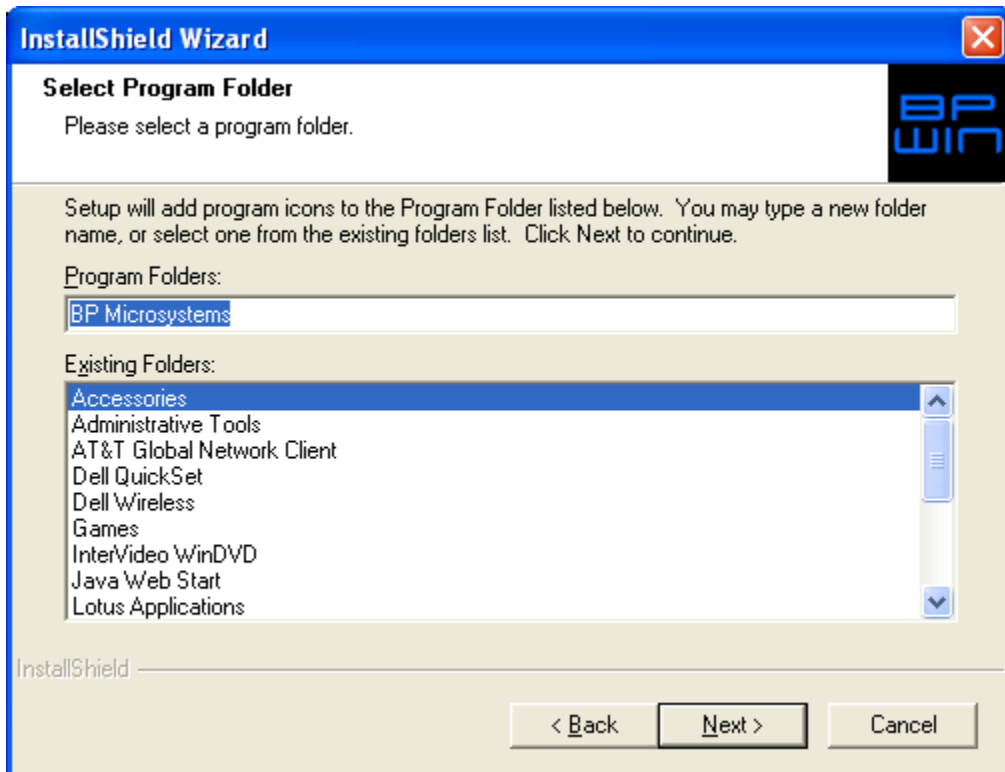 InstallShield Wizard
Select Program Folder
Please select a program folder.
BP
WIN
Setup will add program icons to the Program Folder listed below.  You may type a new folder
name, or select one from the existing folders list.  Click Next to continue.
Program Folders:
BP Microsystems
Existing Folders:
Accessories
Administrative Tools
AT&T Global Network Client
Dell QuickSet
Dell Wireless
Games
InterVideo WinDVD
Java Web Start
Lotus Applications
InstallShield
< Back
Next >
Cancel